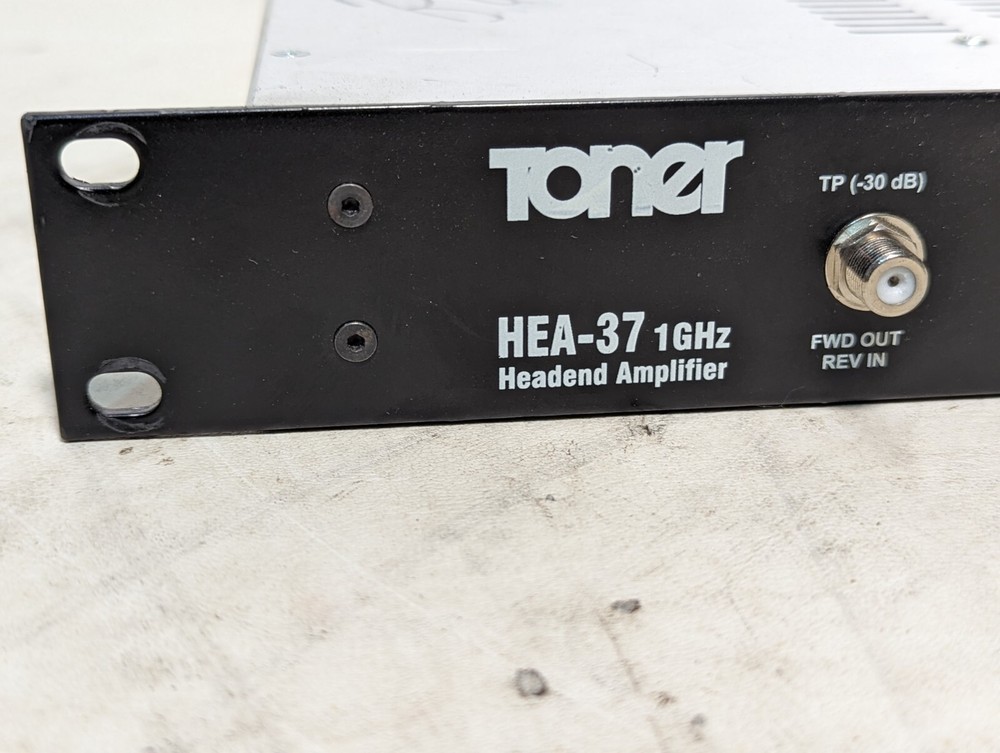 Toner
TP (-30 dB)
HEA-37 1GHz
Headend Amplifier
FWD OUT
REV IN